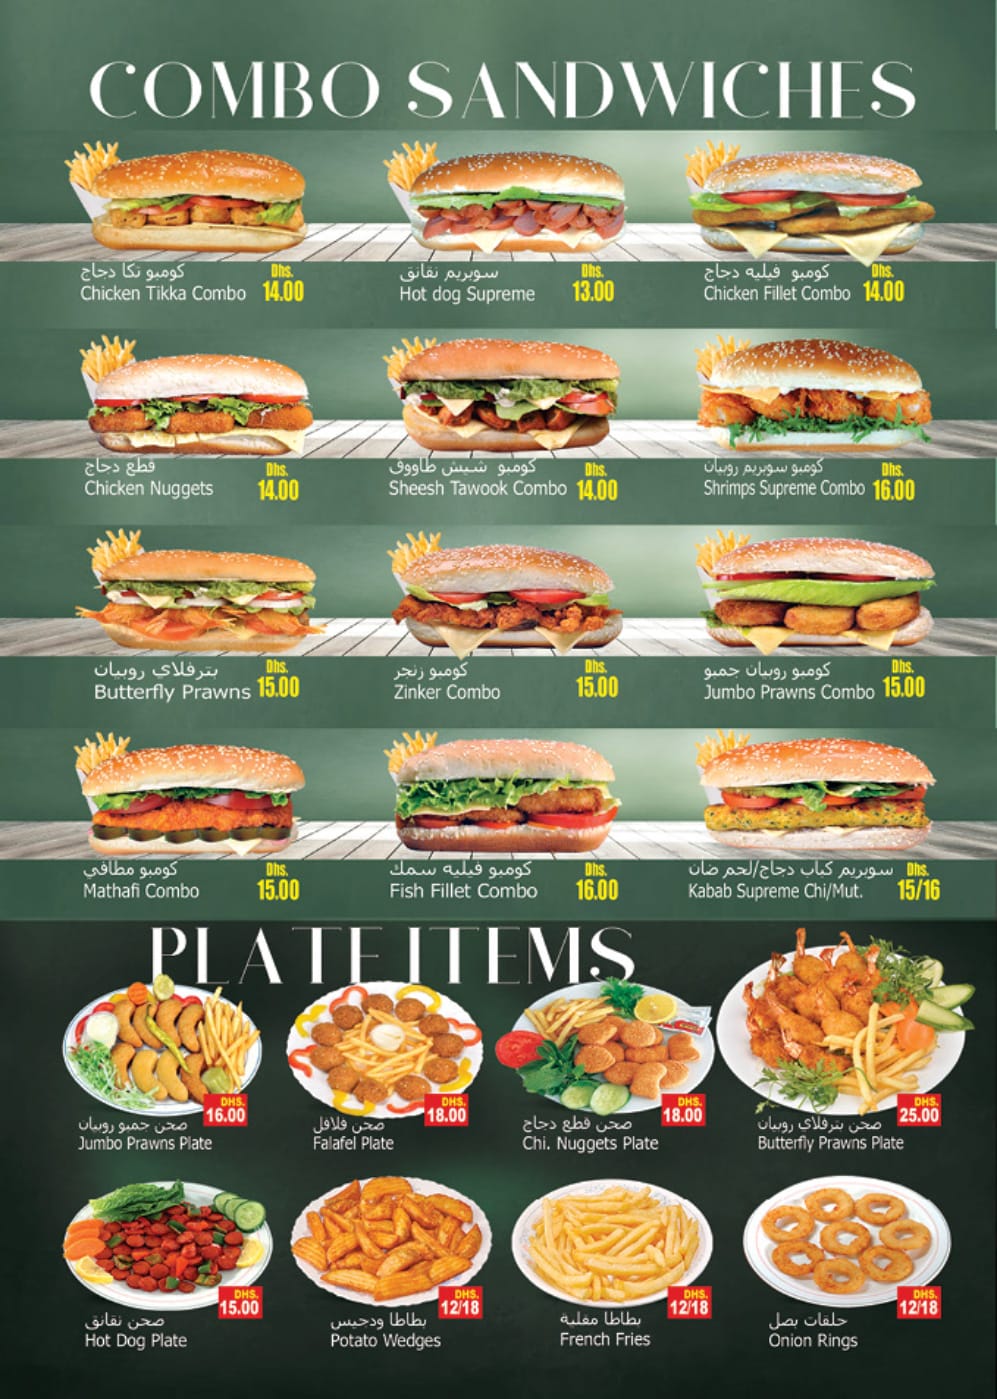 COMBO SANDWICHES
كومبو تكا دجاج
Chicken Tikka Combo
Dhs.
14.00
سوبريم نقانق
Hot dog Supreme
Dhs.
13.00
كومبو فيليه دجاج
Chicken Fillet Combo
Dhs.
14.00
قطع دجاج
Chicken Nuggets
Dhs.
14.00
كومبو شيش طاووق
Sheesh Tawook Combo
Dhs.
14.00
كومبو سوبريم روبيان
Shrimps Supreme Combo
Dhs.
16.00
بترفلاي روبيان
Butterfly Prawns
Dhs.
15.00
كومبو زنجر
Zinker Combo
Dhs.
15.00
كومبو روبيان جمبو
Jumbo Prawns Combo
Dhs.
15.00
كومبو مطافي
Mathafi Combo
Dhs.
15.00
كومبو فيليه سمك
Fish Fillet Combo
Dhs.
16.00
سوبريم كباب دجاج/لحم ضان
Kabab Supreme Chi/Mut.
Dhs.
15/16
PLATE ITEMS
DHS.
16.00
صحن جمبو روبيان
Jumbo Prawns Plate
DHS.
18.00
صحن فلافل
Falafel Plate
DHS.
18.00
صحن قطع دجاج
Chi. Nuggets Plate
DHS.
25.00
صحن بترفلاي روبيان
Butterfly Prawns Plate
DHS.
15.00
صحن نقانق
Hot Dog Plate
DHS.
12/18
بطاطا ودجيس
Potato Wedges
DHS.
12/18
بطاطا مقلية
French Fries
DHS.
12/18
حلقات بصل
Onion Rings